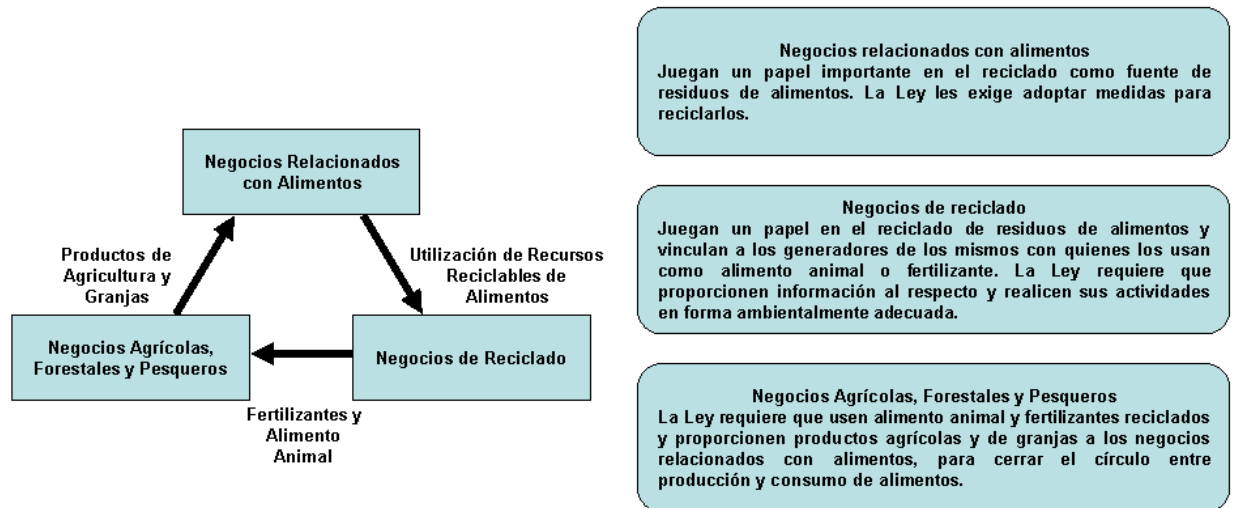 Negocios Relacionados
con Alimentos
Productos de
Agricultura y
Granjas
Utilización de Recursos
Reciclables de
Alimentos
Negocios Agrícolas,
Forestales y Pesqueros
Negocios de Reciclado
Fertilizantes y
Alimento
Animal
Negocios relacionados con alimentos
Juegan un papel importante en el reciclado como fuente de
residuos de alimentos. La Ley les exige adoptar medidas para
reciclarlos.
Negocios de reciclado
Juegan un papel en el reciclado de residuos de alimentos y
vinculan a los generadores de los mismos con quienes los usan
como alimento animal o fertilizante. La Ley requiere que
proporcionen información al respecto y realicen sus actividades
en forma ambientalmente adecuada.
Negocios Agrícolas, Forestales y Pesqueros
La Ley requiere que usen alimento animal y fertilizantes reciclados
y proporcionen productos agrícolas y de granjas a los negocios
relacionados con alimentos, para cerrar el círculo entre
producción y consumo de alimentos.